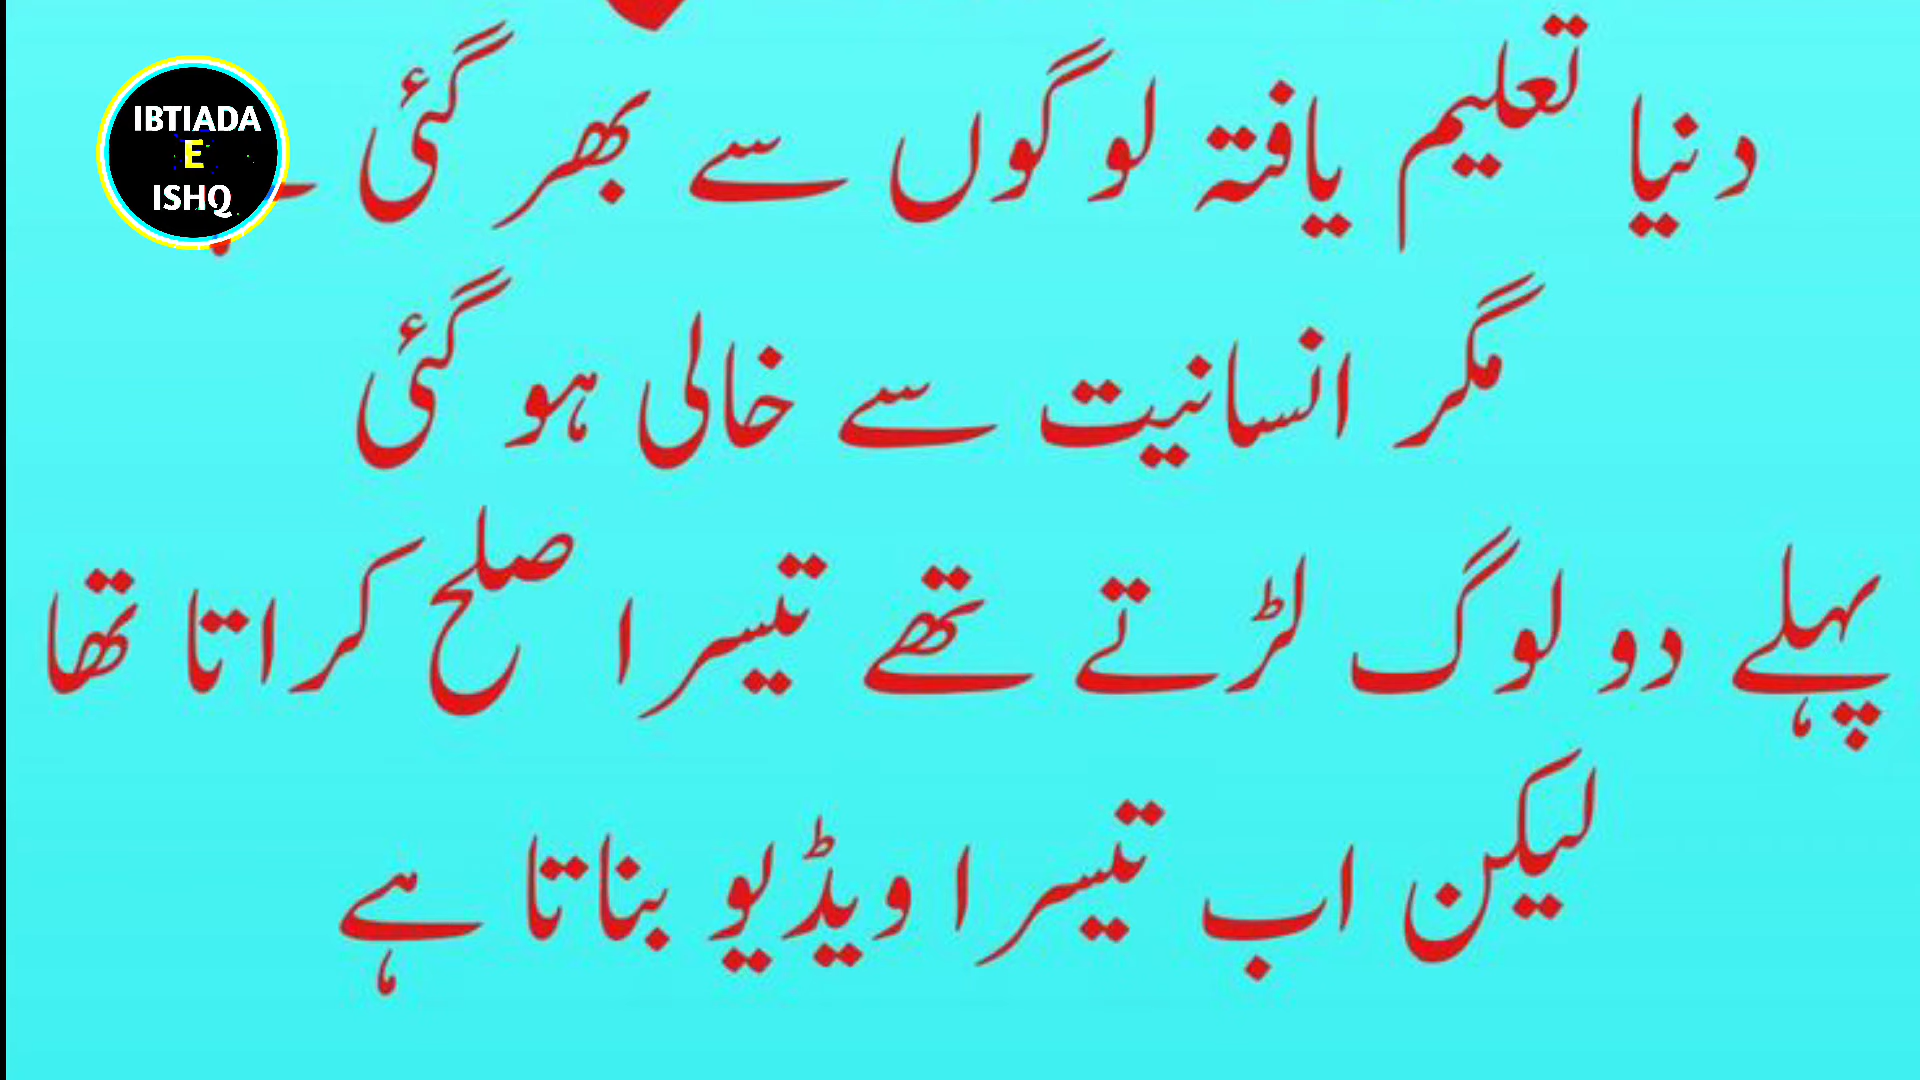 IBTIADA
E
ISHQ
دنیا تعلیم یافتہ لوگوں سے بھر گئی
مگر انسانیت سے خالی ہو گئی
پہلے دو لوگ لڑتے تھے تیسرا صلح کراتا تھا
لیکن اب تیسرا ویڈیو بناتا ہے